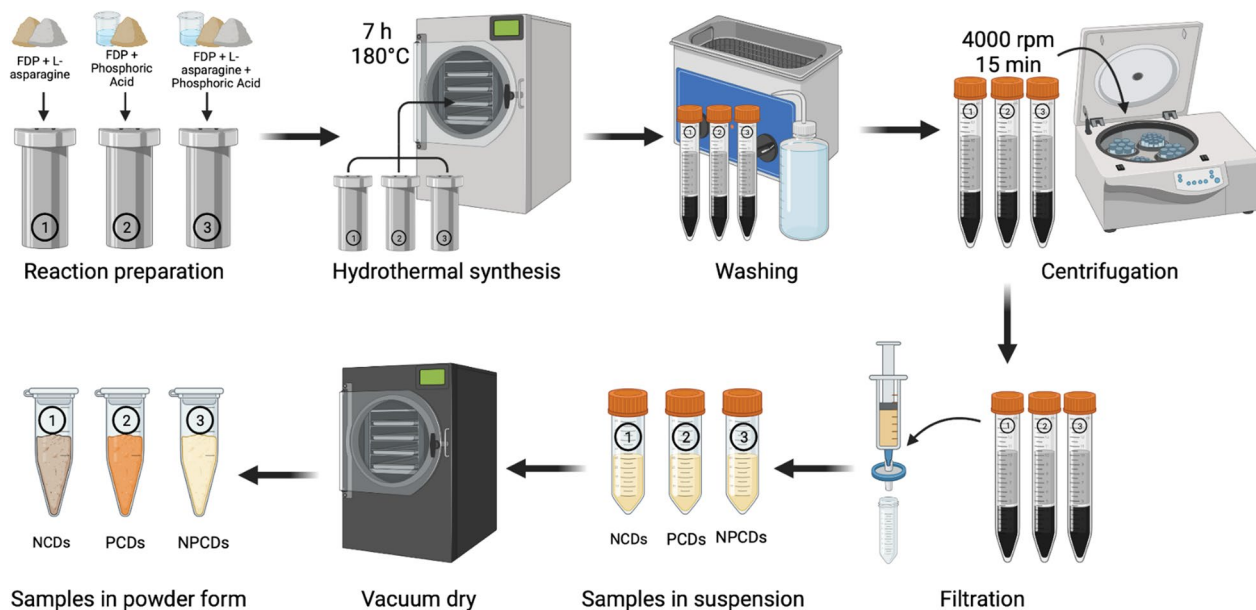 FDP + L-
asparagine
FDP +
Phosphoric
Acid
FDP + L-
asparagine +
Phosphoric Acid
1
2
3
Reaction preparation
7 h
180°C
1
2
3
Hydrothermal synthesis
1
2
3
Washing
4000 rpm
15 min
1
2
3
Centrifugation
1
2
3
NCDs
PCDs
NPCDs
Samples in powder form
Vacuum dry
1
2
3
NCDs
PCDs
NPCDs
Samples in suspension
1
2
3
Filtration